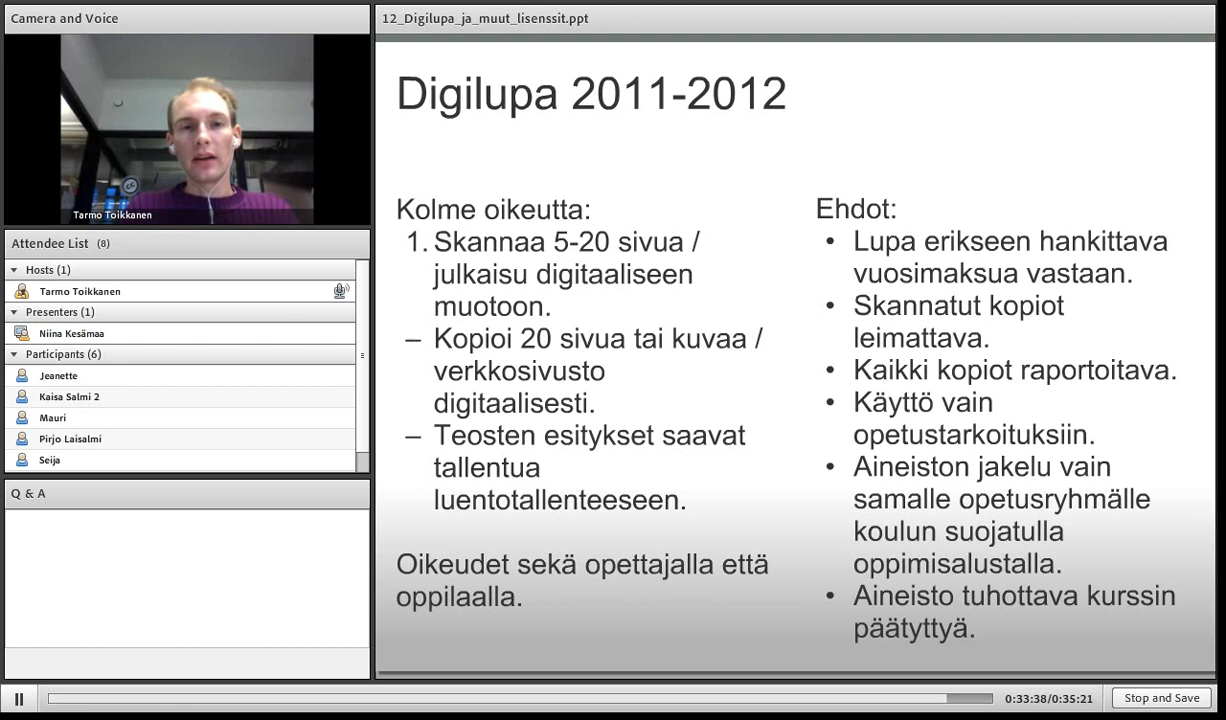 Camera and Voice
Tarmo Toikkanen
Attendee List (8)
Hosts (1)
Tarmo Toikkanen
Presenters (1)
Niina Kesämaa
Participants (6)
Jeanette
Kaisa Salmi 2
Mauri
Pirjo Laisalmi
Seija
Q & A
12_Digilupa_ja_muut_lisenssit.ppt
Digilupa 2011-2012
Kolme oikeutta:
1. Skannaa 5-20 sivua /
julkaisu digitaaliseen
muotoon.
– Kopioi 20 sivua tai kuvaa /
verkkosivusto
digitaalisesti.
– Teosten esitykset saavat
tallentua
luentotallenteeseen.
Oikeudet sekä opettajalla että
oppilaalla.
Ehdot:
• Lupa erikseen hankittava
vuosimaksua vastaan.
• Skannatut kopiot
leimattava.
• Kaikki kopiot raportoitava.
• Käyttö vain
opetustarkoituksiin.
• Aineiston jakelu vain
samalle opetusryhmälle
koulun suojatulla
oppimisalustalla.
• Aineisto tuhottava kurssin
päätyttyä.
0:33:38/0:35:21
Stop and Save